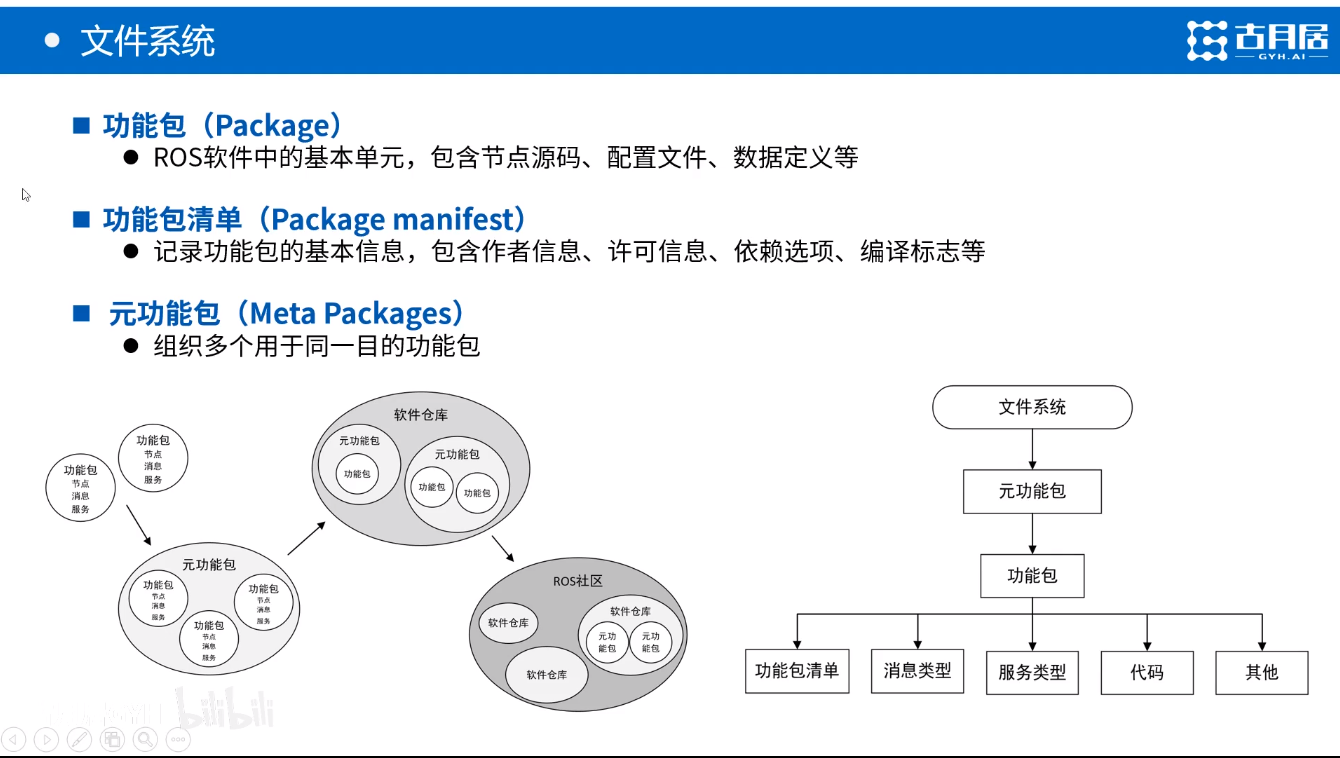 文件系统
古月居
GYH.AI
功能包（Package）
ROS软件中的基本单元，包含节点源码、配置文件、数据定义等
功能包清单（Package manifest）
记录功能包的基本信息，包含作者信息、许可信息、依赖选项、编译标志等
元功能包（Meta Packages）
组织多个用于同一目的功能包
功能包
节点
消息
服务
功能包
节点
消息
服务
元功能包
功能包
节点
消息
服务
功能包
节点
消息
服务
功能包
节点
消息
服务
软件仓库
元功能包
功能包
元功能包
功能包
功能包
ROS社区
软件仓库
软件仓库
元功
能包
元功
能包
软件仓库
文件系统
元功能包
功能包
功能包清单
消息类型
服务类型
代码
其他
bilibili